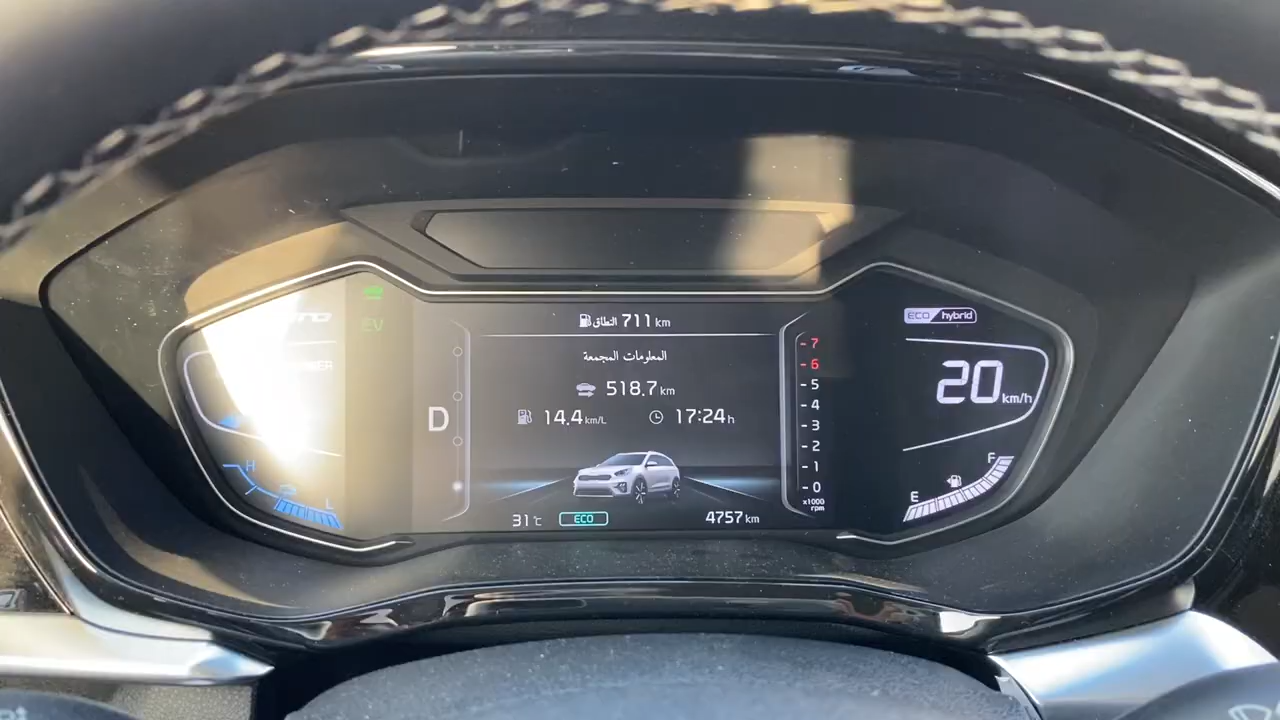 النطاق 711 km
المعلومات المجمعة
518.7 km
14.4 km/L
17:24 h
31 °C
ECO
4757 km
EV
D
H
L
7
6
5
4
3
2
1
0
x1000
rpm
ECO hybrid
20 km/h
F
E